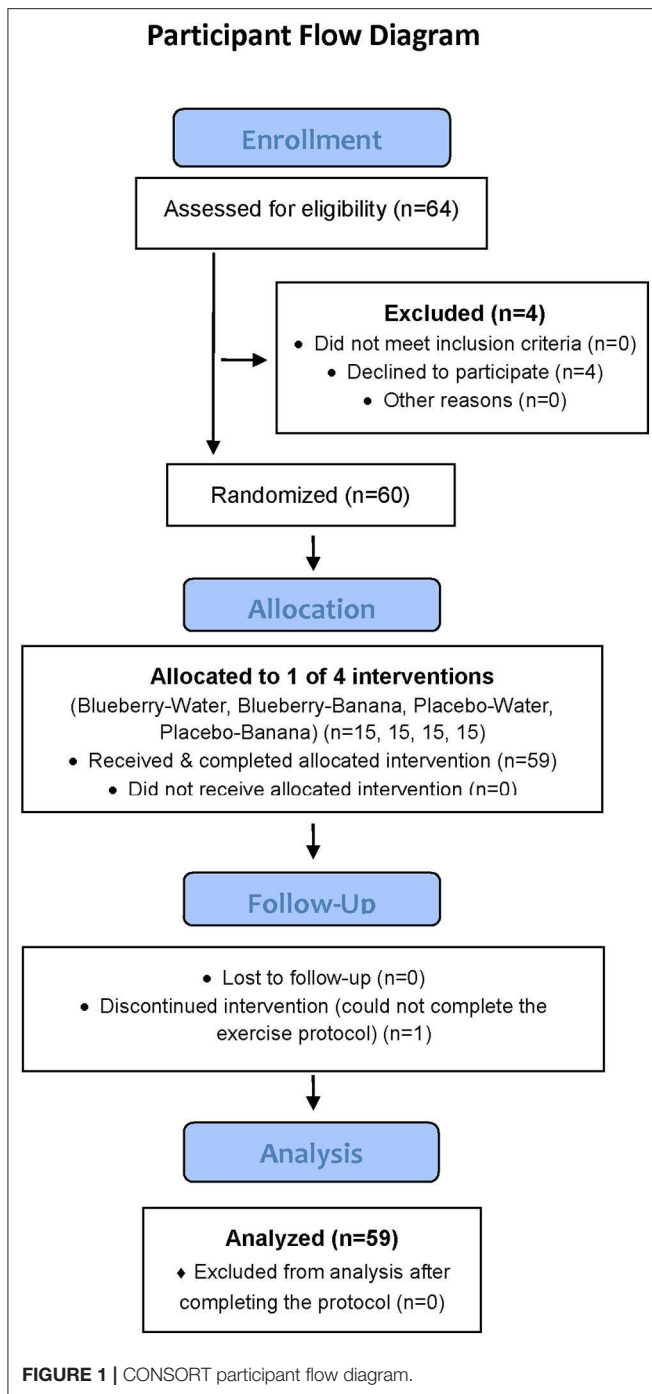 Participant Flow Diagram
Enrollment
Assessed for eligibility (n=64)
Excluded (n=4)
• Did not meet inclusion criteria (n=0)
• Declined to participate (n=4)
• Other reasons (n=0)
Randomized (n=60)
Allocation
Allocated to 1 of 4 interventions
(Blueberry-Water, Blueberry-Banana, Placebo-Water,
Placebo-Banana) (n=15, 15, 15, 15)
• Received & completed allocated intervention (n=59)
• Did not receive allocated intervention (n=0)
Follow-Up
• Lost to follow-up (n=0)
• Discontinued intervention (could not complete the
exercise protocol) (n=1)
Analysis
Analyzed (n=59)
♦ Excluded from analysis after
completing the protocol (n=0)
FIGURE 1 | CONSORT participant flow diagram.